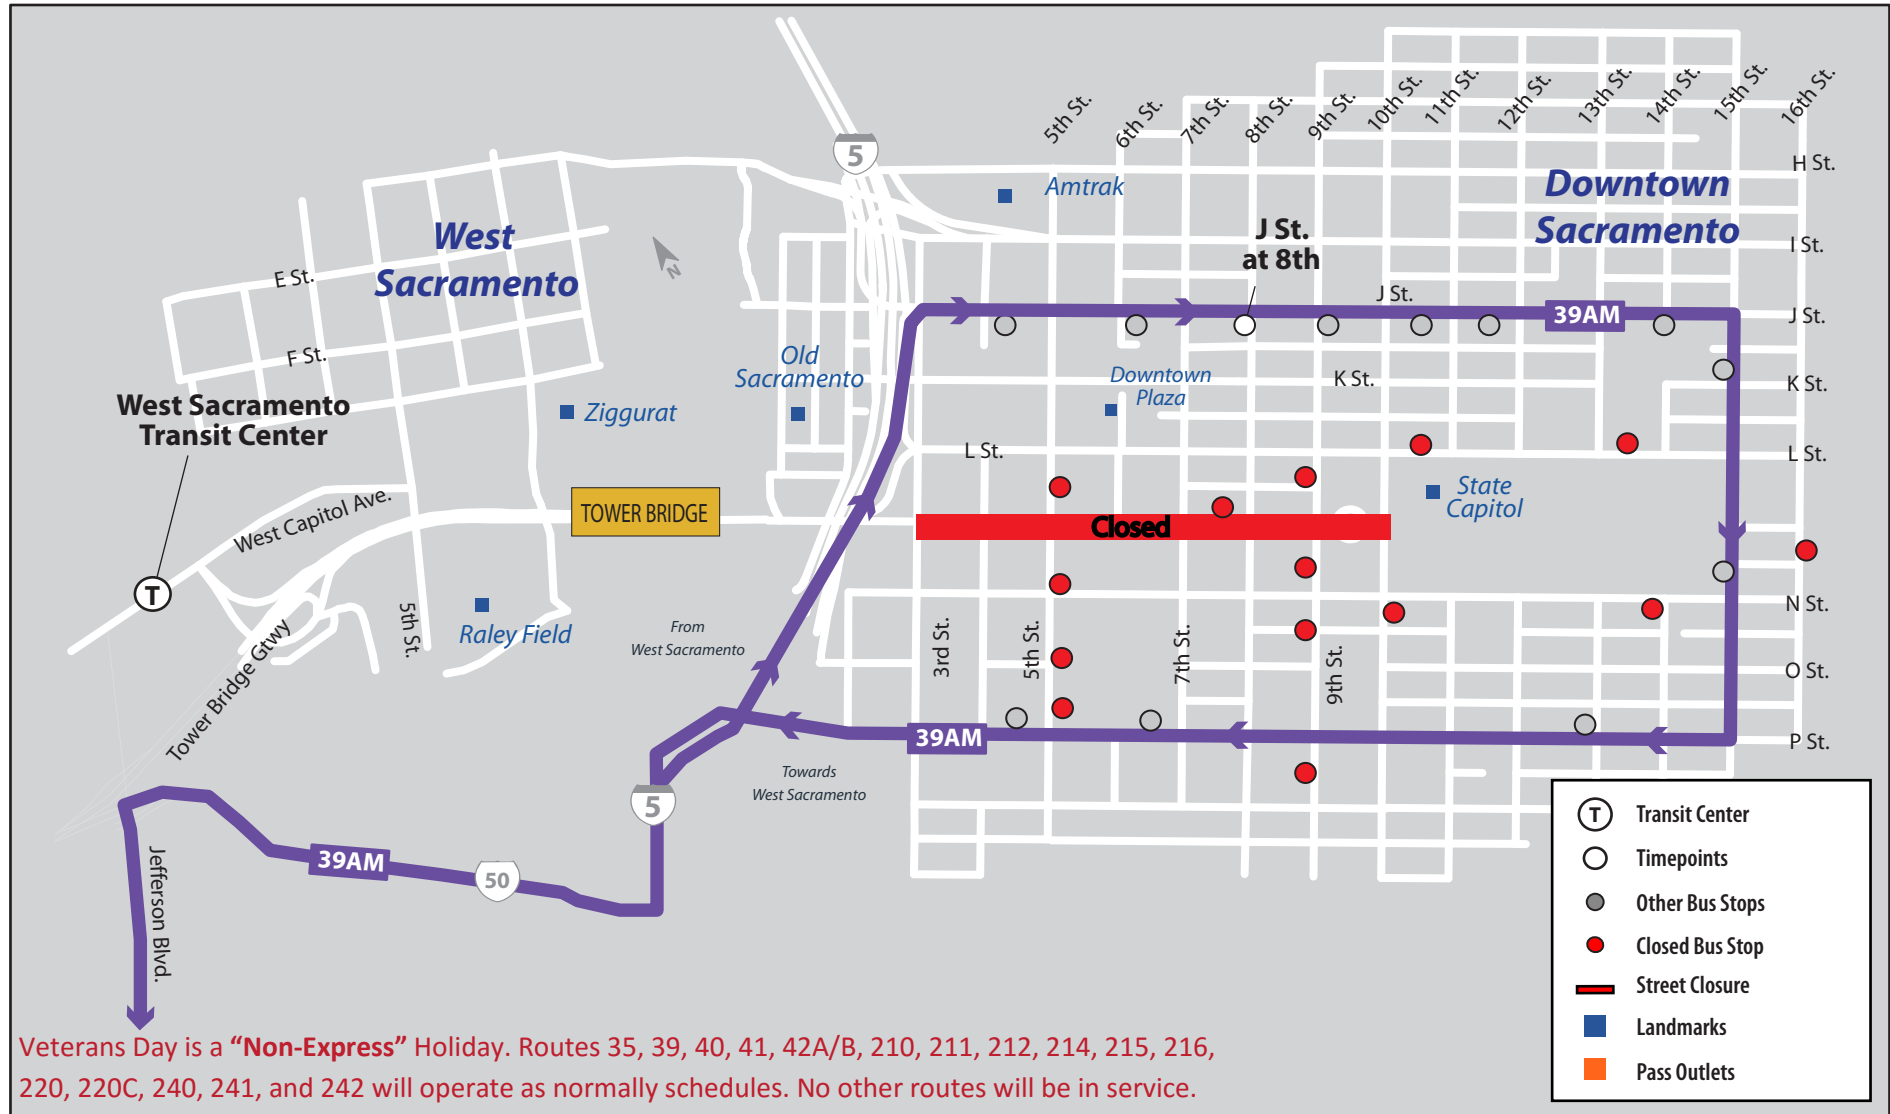 5th St.
6th St.
7th St.
8th St.
9th St.
10th St.
11th St.
12th St.
13th St.
14th St.
15th St.
16th St.
5
H St.
Amtrak
Downtown
Sacramento
West
Sacramento
J St.
at 8th
I St.
N
E St.
J St.
39AM
J St.
F St.
Old
Sacramento
Downtown
Plaza
K St.
K St.
West Sacramento
Transit Center
Ziggurat
L St.
L St.
State
Capitol
West Capitol Ave.
TOWER BRIDGE
Closed
T
N St.
5th St.
Raley Field
From
West Sacramento
3rd St.
5th St.
7th St.
9th St.
O St.
Tower Bridge Gtwy
39AM
P St.
Towards
West Sacramento
5
39AM
50
Jefferson Blvd.
T Transit Center
Timepoints
Other Bus Stops
Closed Bus Stop
Street Closure
Landmarks
Pass Outlets
Veterans Day is a “Non-Express” Holiday. Routes 35, 39, 40, 41, 42A/B, 210, 211, 212, 214, 215, 216,
220, 220C, 240, 241, and 242 will operate as normally schedules. No other routes will be in service.